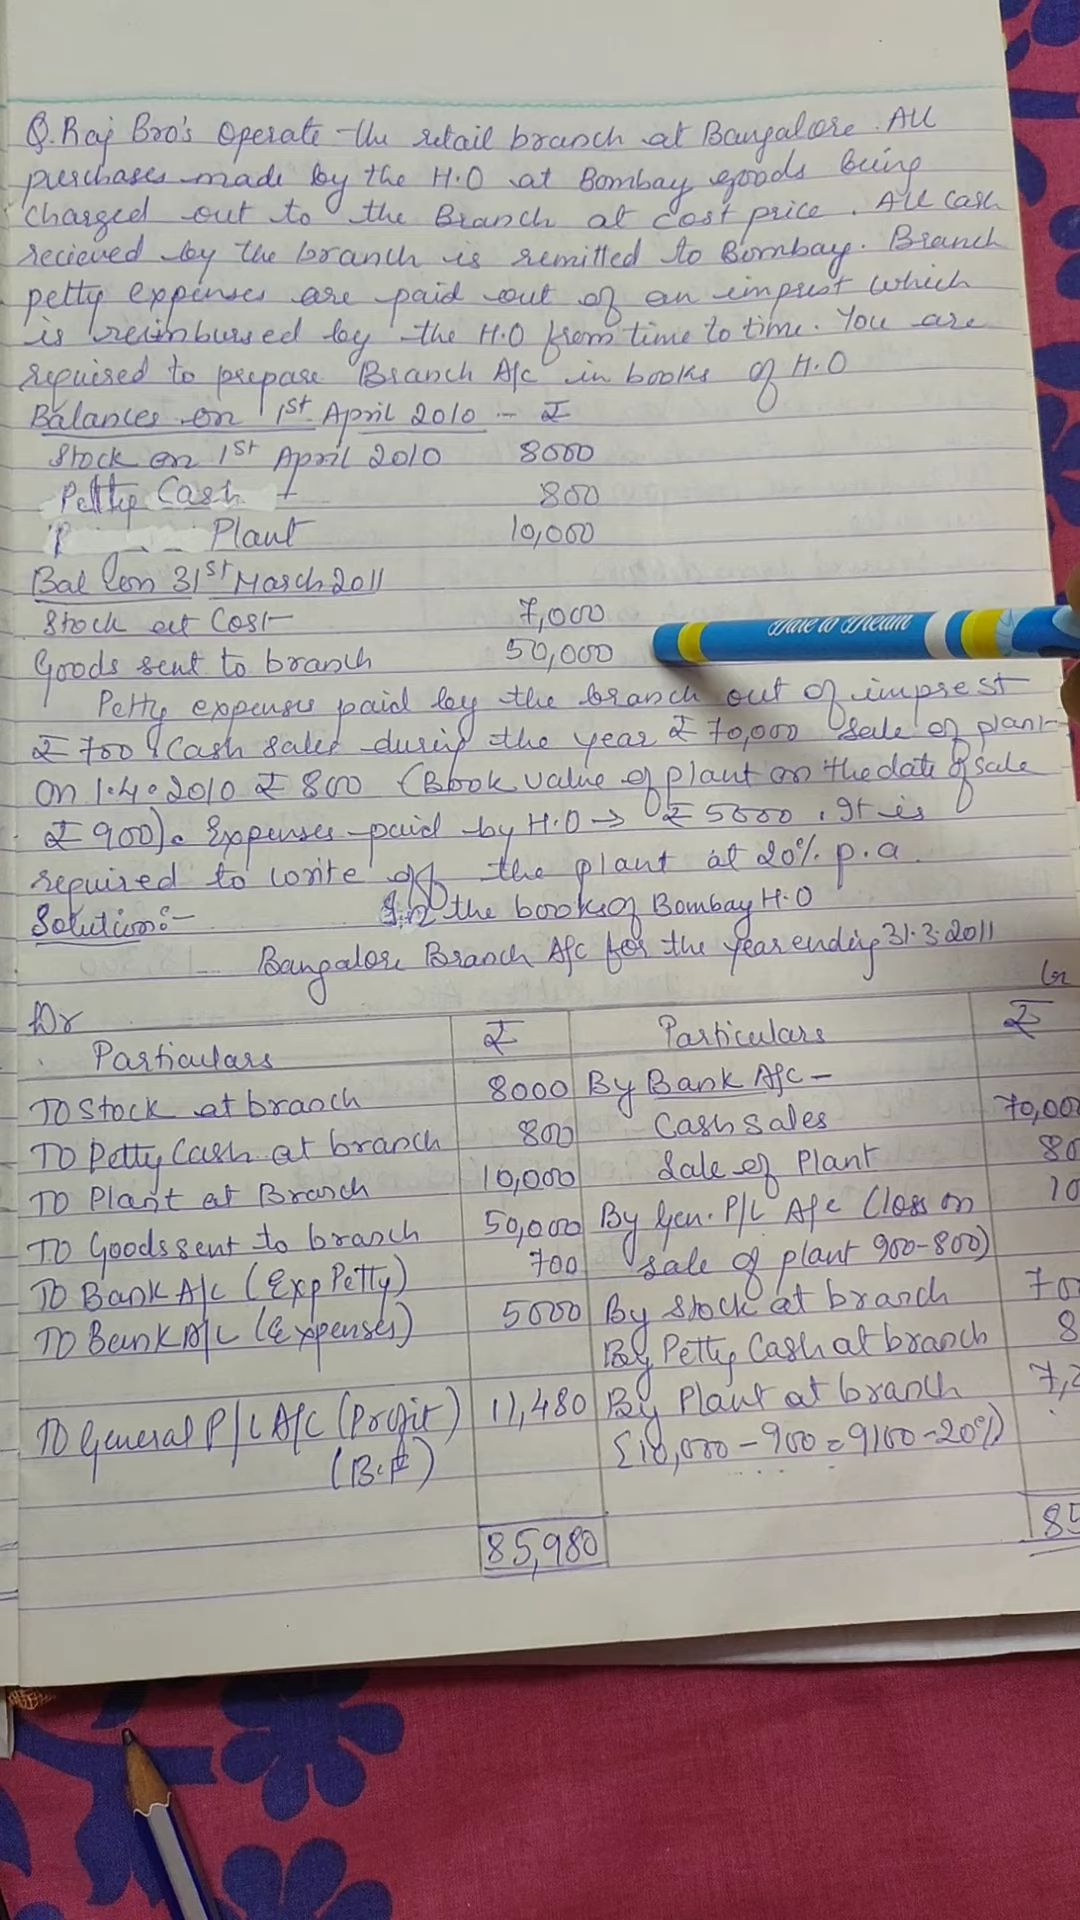 Q. Raj Bro's Operate the retail branch at Bangalore. All
purchases made by the H.O at Bombay goods being
Charged out to the Branch at cost price. All cash
recieved by the branch is remitted to Bombay. Branch
petty expenses are paid out of an imprest which
is reimbursed by the H.O from time to time. You are
required to prepare Branch A/c in books of H.O
Balances on 1st April 2010 - ₹
Stock on 1st April 2010 8000
Petty Cash 800
Plant 10,000
Bal on 31st March 2011
Stock at Cost 7,000
Goods sent to branch 50,000
Petty expenses paid by the branch out of imprest
₹ 700. Cash sales during the year ₹ 70,000 Sale of plant
on 1.4.2010 ₹ 800 (Book value of plant on the date of sale
₹ 900). Expenses paid by H.O → ₹ 5000. It is
required to write off the plant at 20% p.a.
Solution:- In the books of Bombay H.O
Bangalore Branch A/c for the year ending 31.3.2011
Dr Cr
Particulars ₹ Particulars ₹
To Stock at branch 8000 By Bank A/c -
To Petty Cash at branch 800 Cash Sales 70,000
To Plant at Branch 10,000 Sale of Plant 80
To Goods sent to branch 50,000 By Gen. P/L A/c (loss on 10
To Bank A/c (Exp Petty) 700 sale of plant 900-800)
To Bank A/c (Expenses) 5000 By Stock at branch 700
By Petty Cash at branch 8
To General P/L A/c (Profit) 11,480 By Plant at branch 7,2
(B.F) {10,000 - 900 = 9100 - 20%}
85,980 85